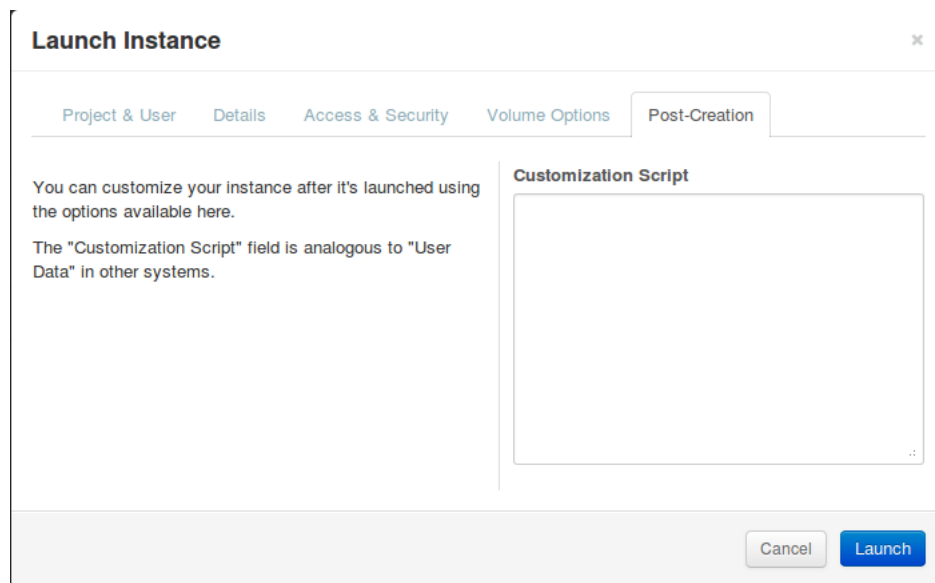 Launch Instance
×
Project & User Details Access & Security Volume Options Post-Creation
You can customize your instance after it's launched using
the options available here.
The "Customization Script" field is analogous to "User
Data" in other systems.
Customization Script
Cancel Launch